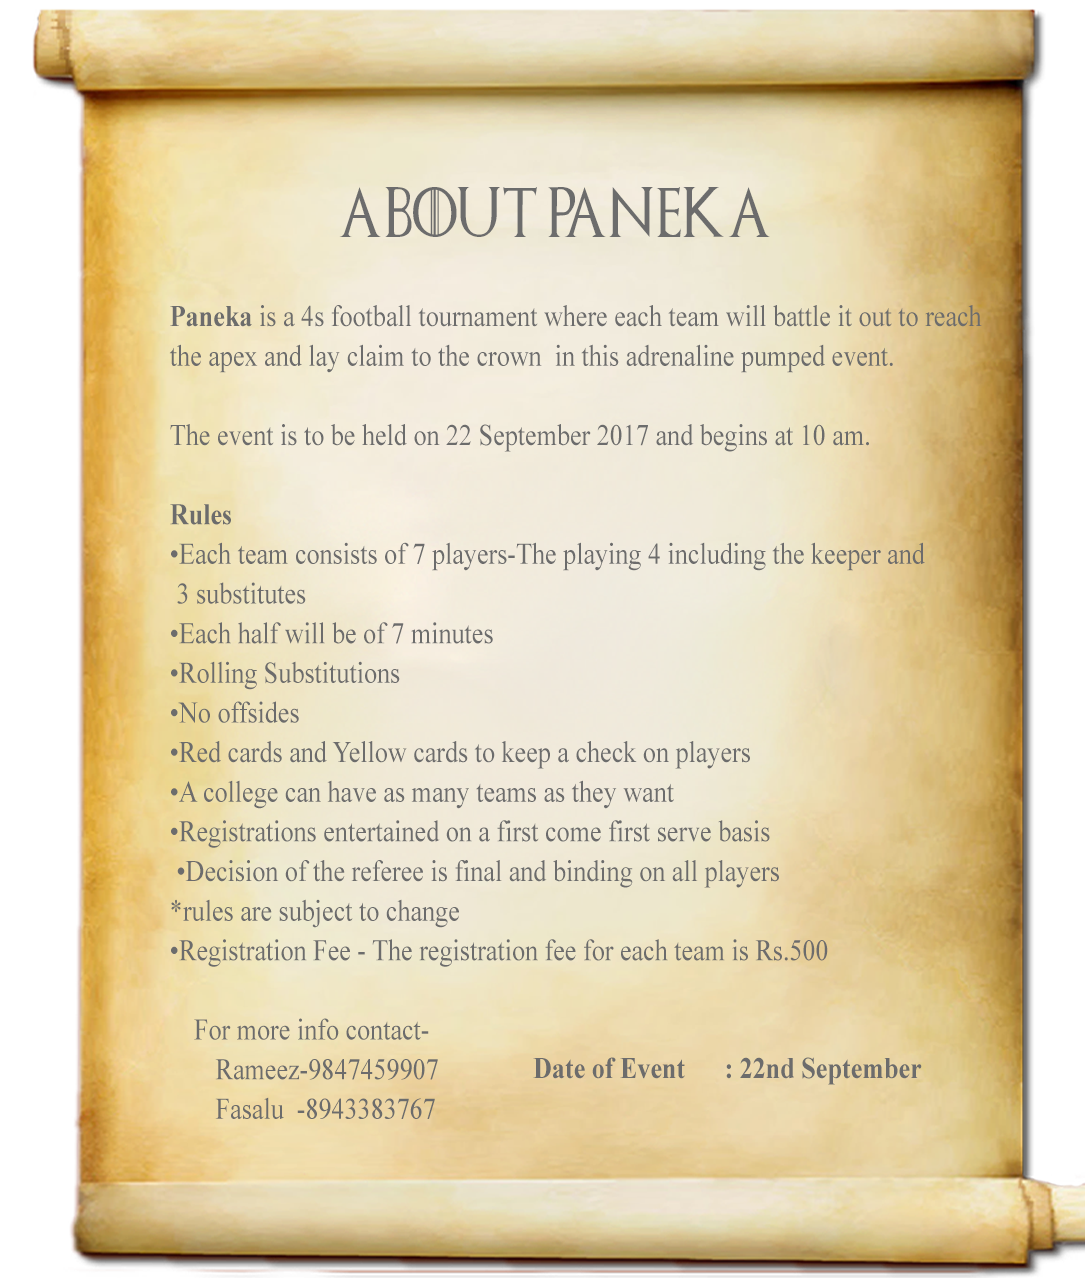 ABOUT PANEKA
Paneka is a 4s football tournament where each team will battle it out to reach
the apex and lay claim to the crown  in this adrenaline pumped event.
The event is to be held on 22 September 2017 and begins at 10 am.
Rules
•Each team consists of 7 players-The playing 4 including the keeper and
3 substitutes
•Each half will be of 7 minutes
•Rolling Substitutions
•No offsides
•Red cards and Yellow cards to keep a check on players
•A college can have as many teams as they want
•Registrations entertained on a first come first serve basis
•Decision of the referee is final and binding on all players
*rules are subject to change
•Registration Fee - The registration fee for each team is Rs.500
For more info contact-
Rameez-9847459907
Fasalu  -8943383767
Date of Event : 22nd September